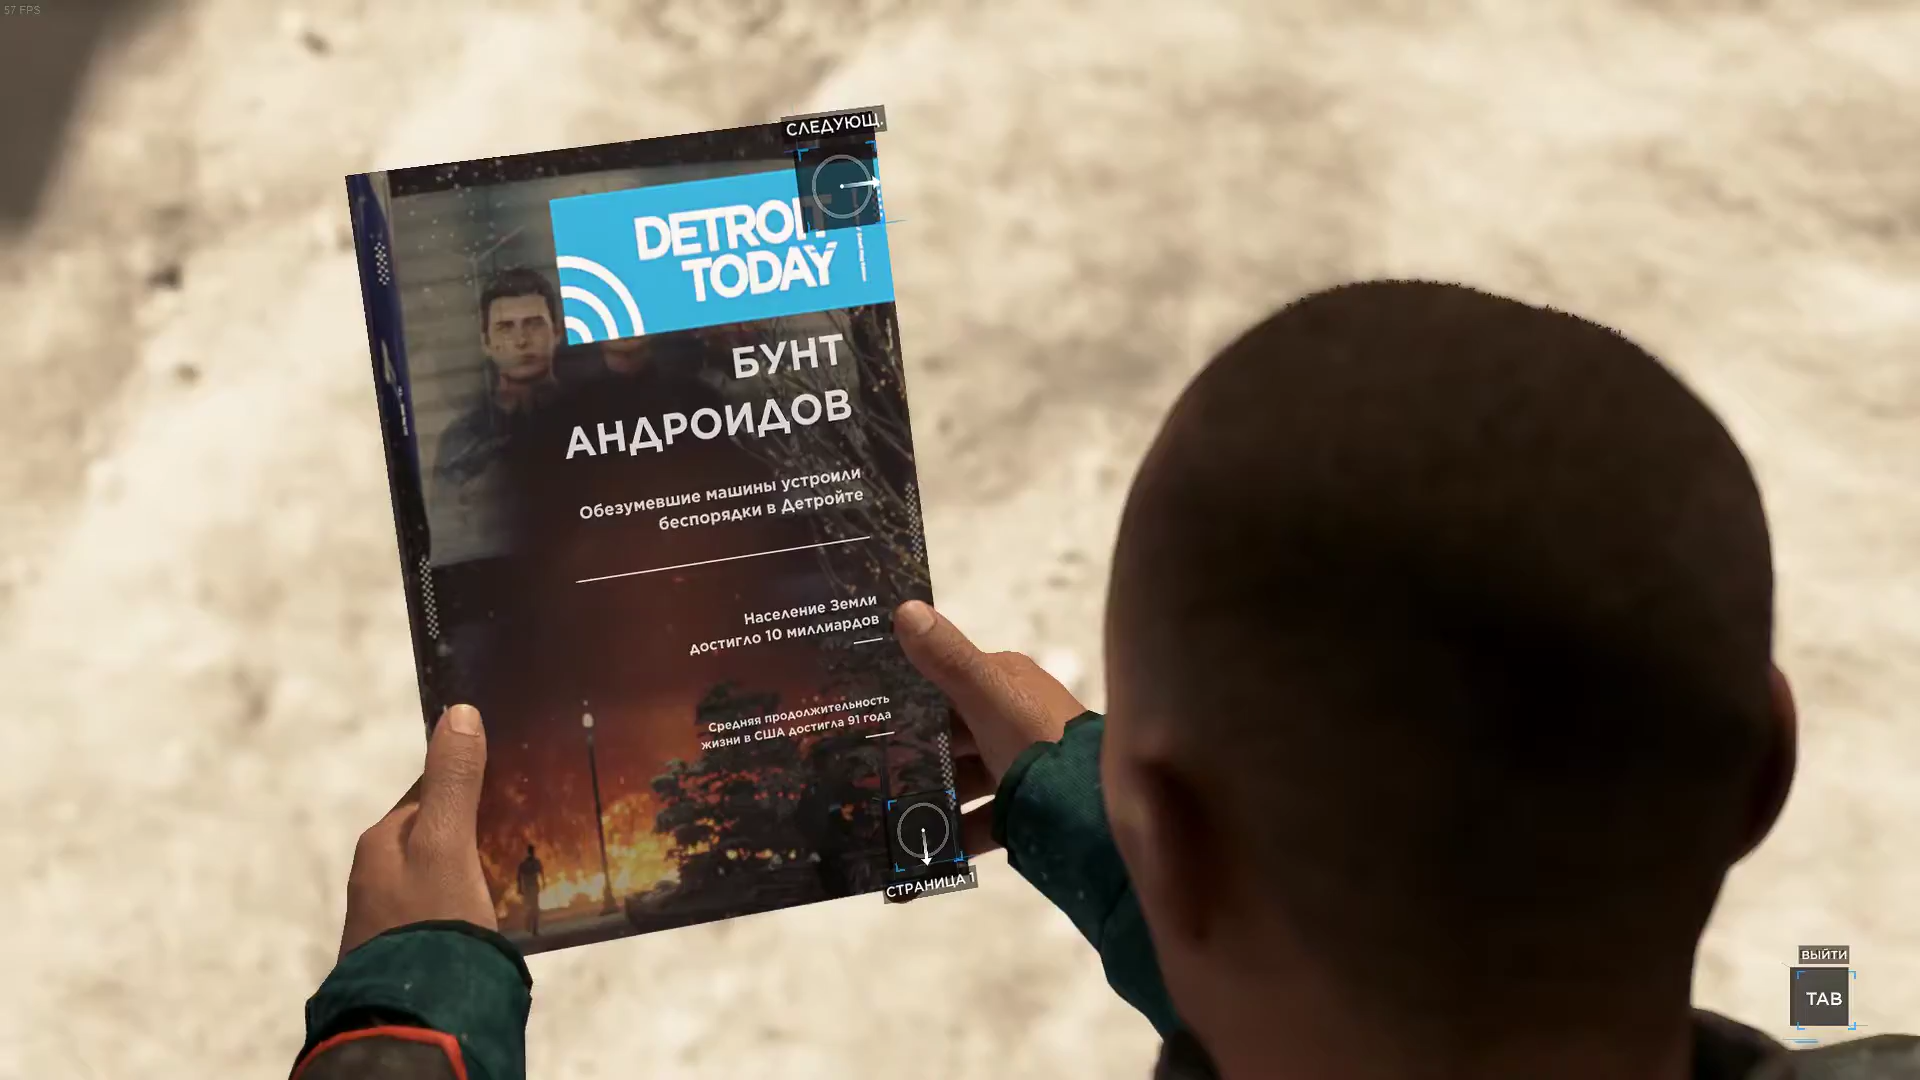 57 FPS
СЛЕДУЮЩ.
DETROIT
TODAY
БУНТ
АНДРОИДОВ
Обезумевшие машины устроили
беспорядки в Детройте
Население Земли
достигло 10 миллиардов
Средняя продолжительность
жизни в США достигла 91 года
СТРАНИЦА 1
ВЫЙТИ
TAB